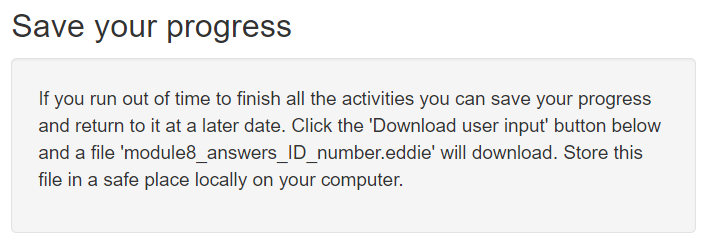 Save your progress
If you run out of time to finish all the activities you can save your progress
and return to it at a later date. Click the 'Download user input' button below
and a file 'module8_answers_ID_number.eddie' will download. Store this
file in a safe place locally on your computer.